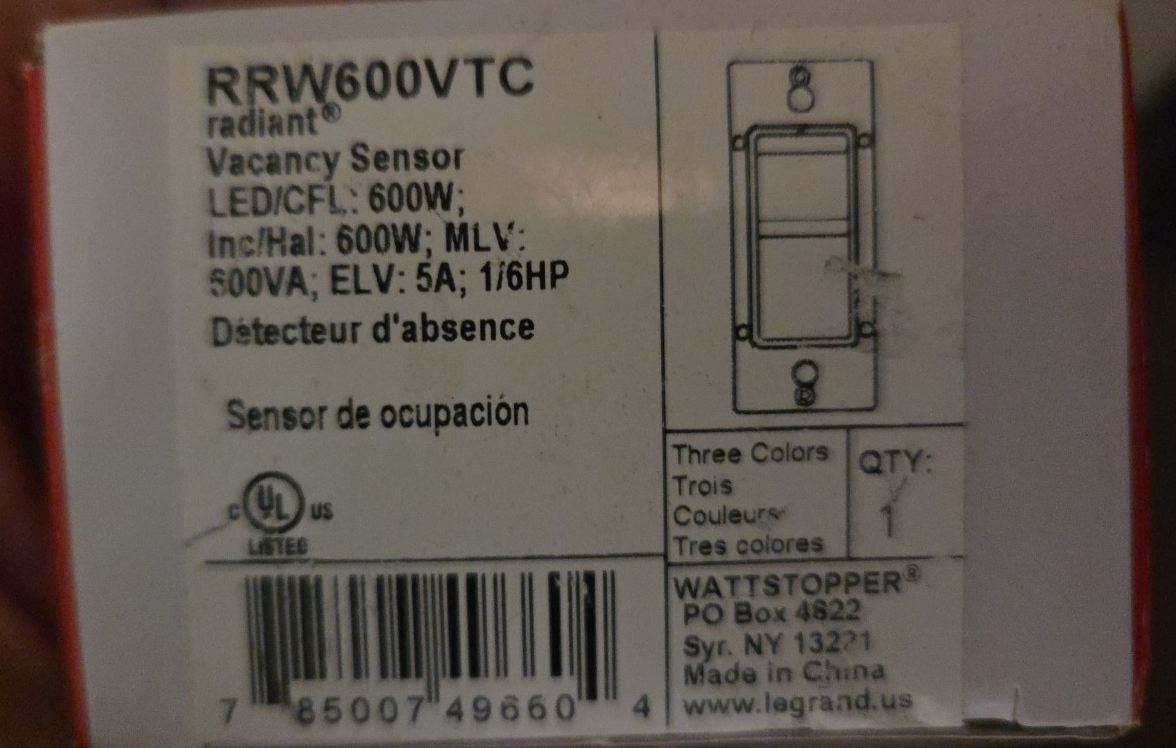 RRW600VTC
radiant®
Vacancy Sensor
LED/CFL: 600W;
Inc/Hal: 600W; MLV:
600VA; ELV: 5A; 1/6HP
Détecteur d'absence
Sensor de ocupación
C UL US
LISTED
Three Colors
Trois
Couleurs
Tres colores
QTY:
1
7 85007 49660 4
WATTSTOPPER®
PO Box 4822
Syr. NY 13221
Made in China
www.legrand.us